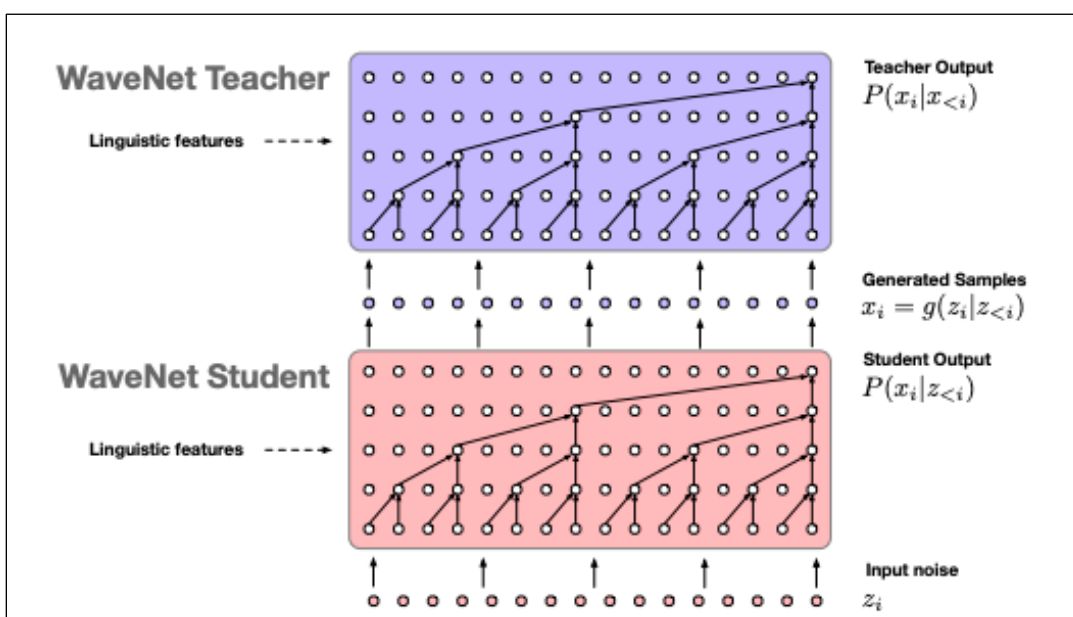 WaveNet Teacher
Teacher Output
P(x_i|x_{<i})
Linguistic features
Generated Samples
x_i = g(z_i|z_{<i})
WaveNet Student
Student Output
P(x_i|z_{<i})
Linguistic features
Input noise
z_i